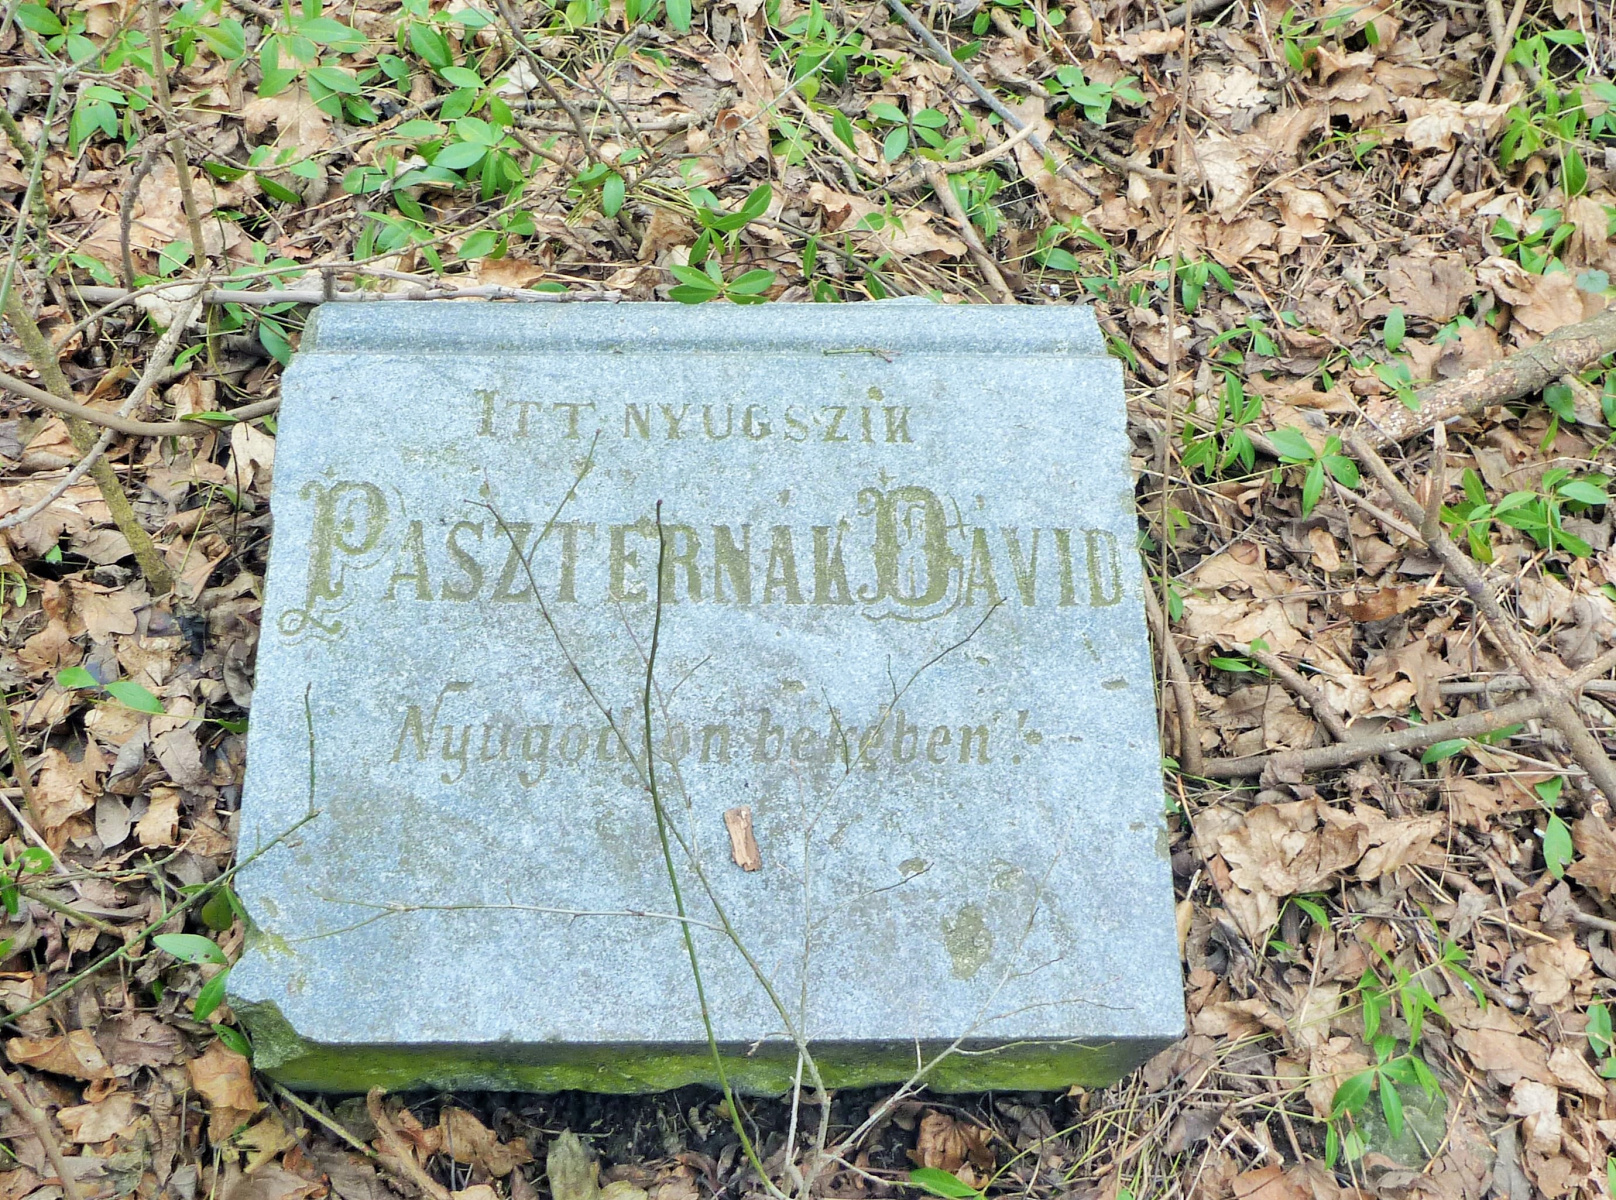 ITT NYUGSZIK
PASZTERNÁK DÁVID
Nyugodjon békében!